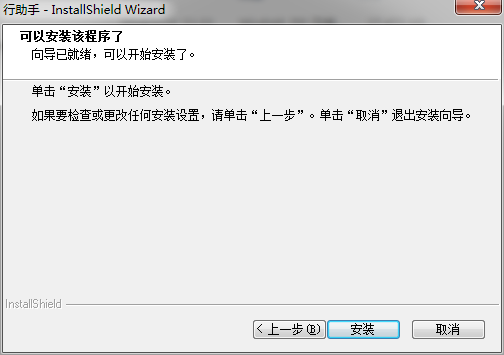 行助手 - InstallShield Wizard
可以安装该程序了
向导已就绪，可以开始安装了。
单击“安装”以开始安装。
如果要检查或更改任何安装设置，请单击“上一步”。单击“取消”退出安装向导。
InstallShield
< 上一步(B) 安装 取消